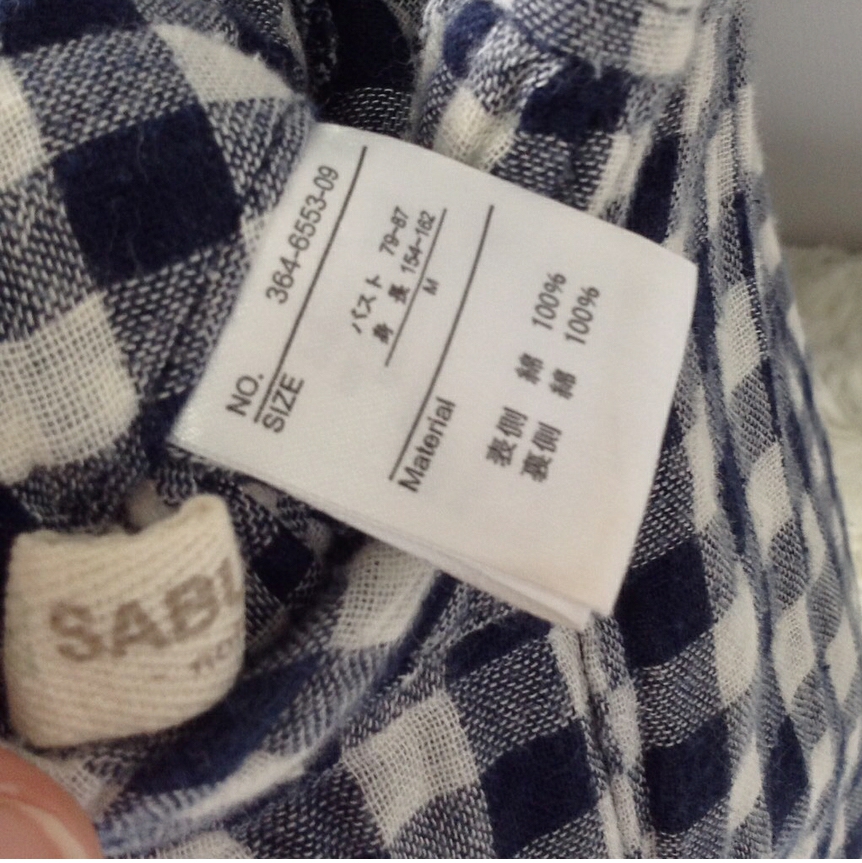 NO. 364-6553-09
SIZE
バスト 79-87
身長 154-162
M
Material
表側 綿 100%
裏側 綿 100%
SABL